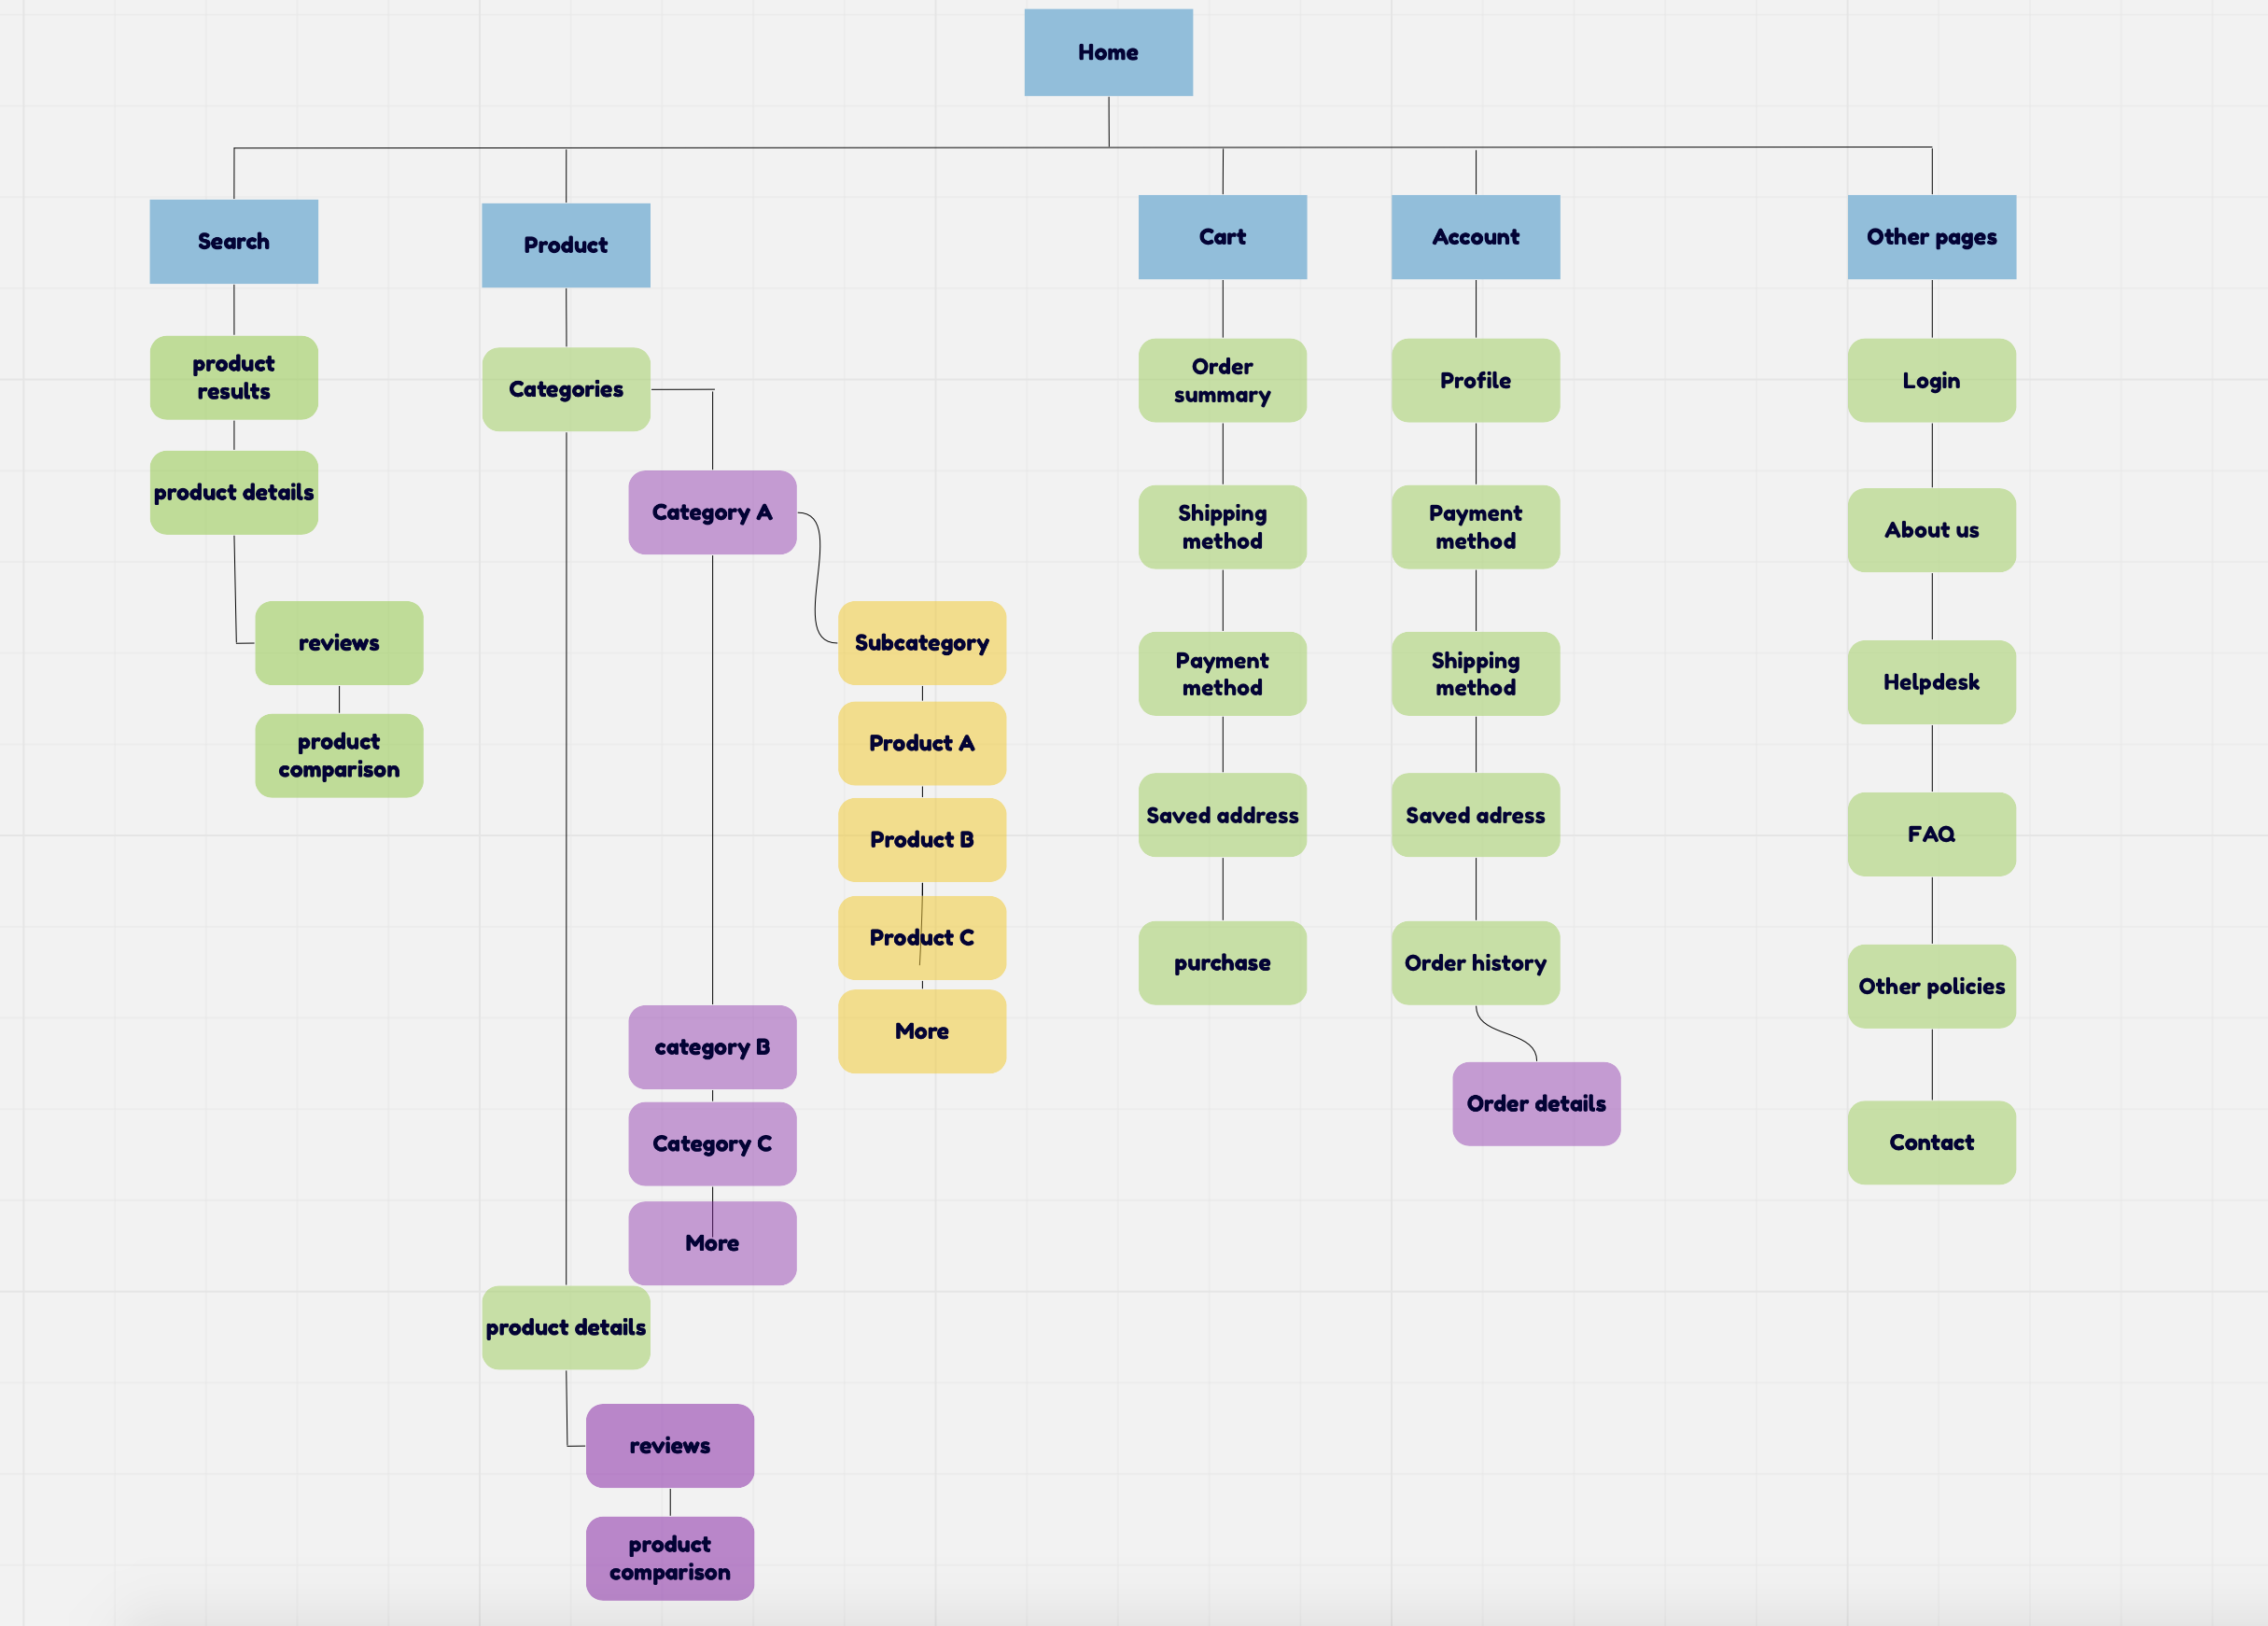 Home
Search
Product
Cart
Account
Other pages
product
results
product details
reviews
product
comparison
Categories
Category A
Subcategory
Product A
Product B
Product C
More
category B
Category C
More
product details
reviews
product
comparison
Order
summary
Shipping
method
Payment
method
Saved address
purchase
Profile
Payment
method
Shipping
method
Saved adress
Order history
Order details
Login
About us
Helpdesk
FAQ
Other policies
Contact